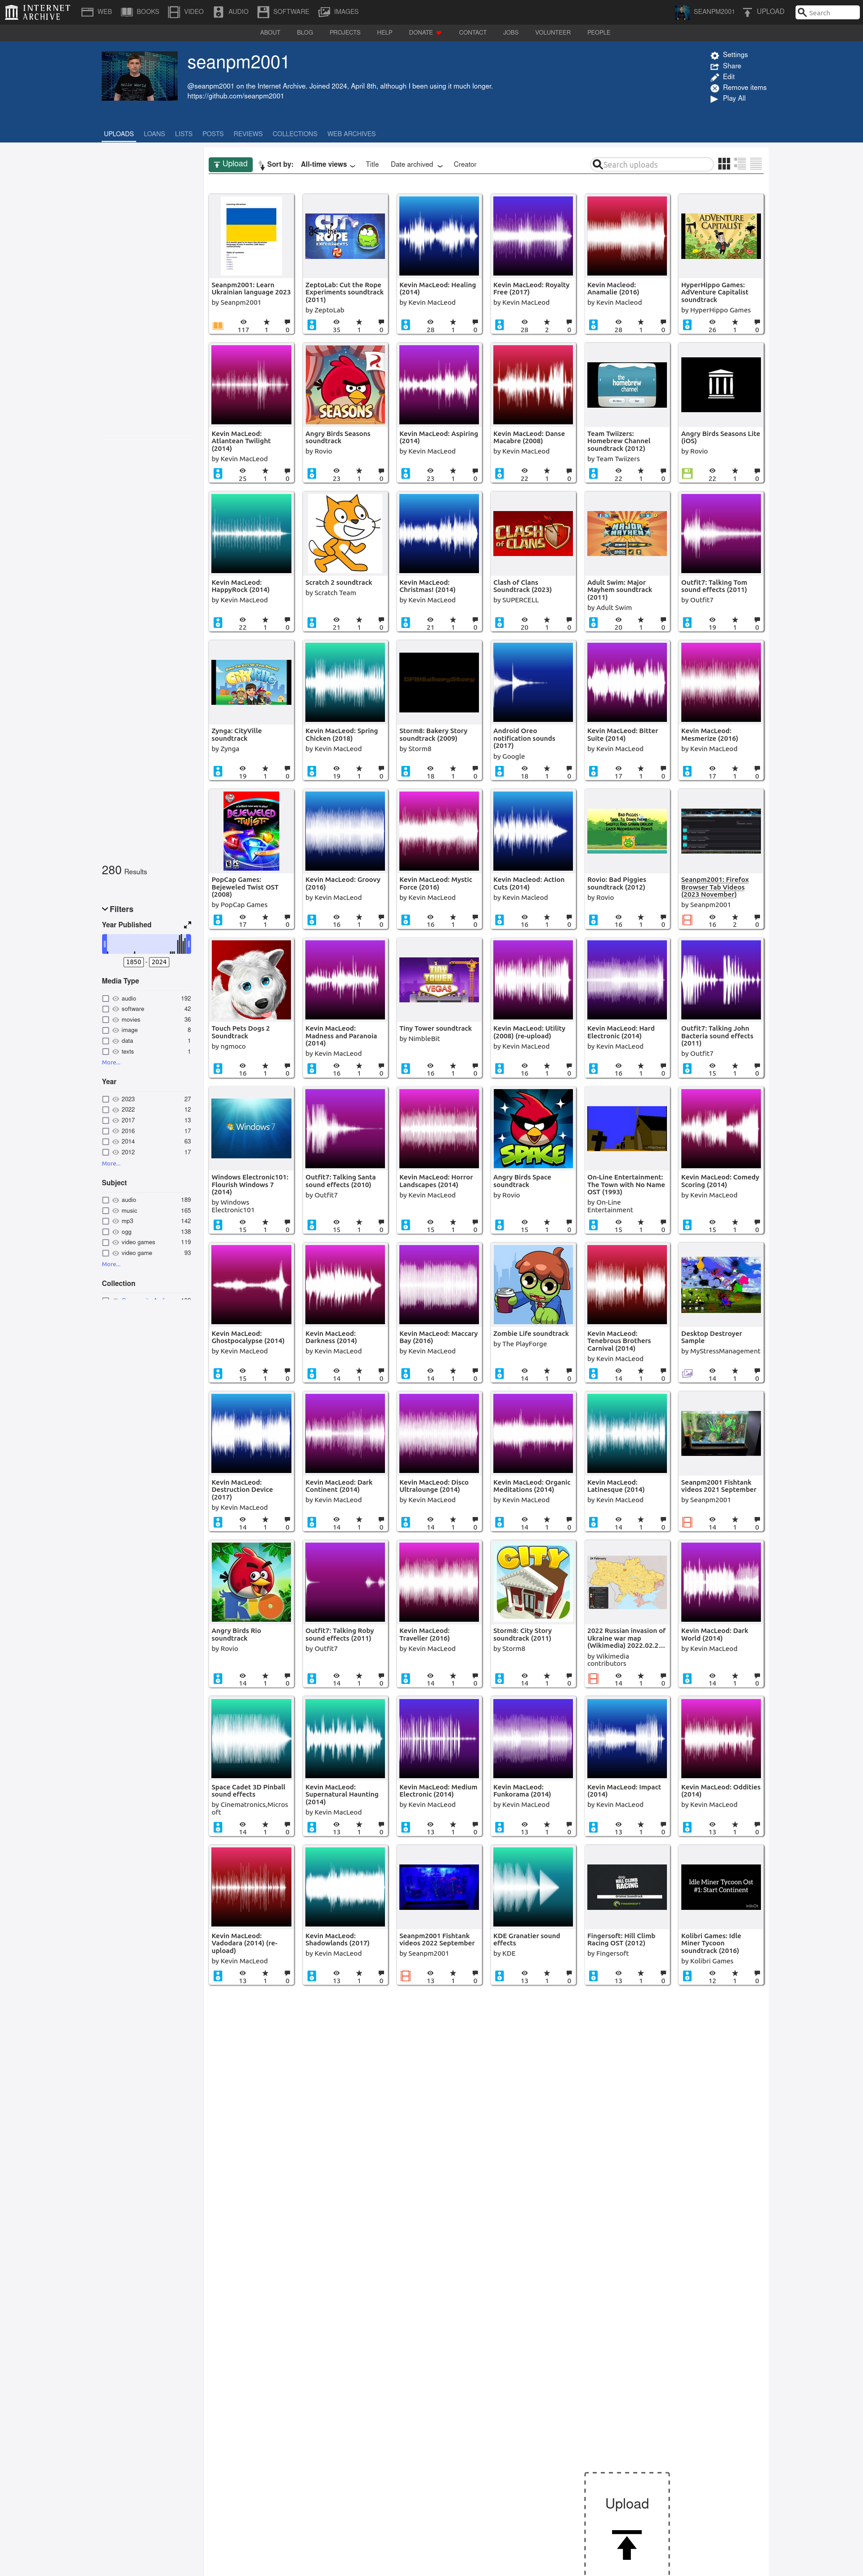 INTERNET ARCHIVE
WEB BOOKS VIDEO AUDIO SOFTWARE IMAGES SEANPM2001 UPLOAD Search
ABOUT BLOG PROJECTS HELP DONATE CONTACT JOBS VOLUNTEER PEOPLE
seanpm2001
@seanpm2001 on the Internet Archive. Joined 2024, April 8th, although I been using it much longer.
https://github.com/seanpm2001
Settings
Share
Edit
Remove items
Play All
UPLOADS LOANS LISTS POSTS REVIEWS COLLECTIONS WEB ARCHIVES
Upload Sort by: All-time views Title Date archived Creator Search uploads
280 Results
Filters
Year Published
1850 - 2024
Media Type
audio 192
software 42
movies 36
image 8
data 1
texts 1
More...
Year
2023 27
2022 12
2017 13
2016 17
2014 63
2012 17
More...
Subject
audio 189
music 165
mp3 142
ogg 138
video games 119
video game 93
More...
Collection
Seanpm2001: Learn Ukrainian language 2023
by Seanpm2001
117 1 0
CUT THE ROPE EXPERIMENTS
ZeptoLab: Cut the Rope Experiments soundtrack (2011)
by ZeptoLab
35 1 0
Kevin MacLeod: Healing (2014)
by Kevin MacLeod
28 1 0
Kevin MacLeod: Royalty Free (2017)
by Kevin MacLeod
28 2 0
Kevin Macleod: Anamalie (2016)
by Kevin Macleod
28 1 0
ADVENTURE CAPITALIST
HyperHippo Games: AdVenture Capitalist soundtrack
by HyperHippo Games
26 1 0
Kevin MacLeod: Atlantean Twilight (2014)
by Kevin MacLeod
25 1 0
SEASONS
Angry Birds Seasons soundtrack
by Rovio
23 1 0
Kevin MacLeod: Aspiring (2014)
by Kevin MacLeod
23 1 0
Kevin MacLeod: Danse Macabre (2008)
by Kevin MacLeod
22 1 0
the homebrew channel
Team Twiizers: Homebrew Channel soundtrack (2012)
by Team Twiizers
22 1 0
Angry Birds Seasons Lite (iOS)
by Rovio
22 1 0
Kevin MacLeod: HappyRock (2014)
by Kevin MacLeod
22 1 0
Scratch 2 soundtrack
by Scratch Team
21 1 0
Kevin MacLeod: Christmas! (2014)
by Kevin MacLeod
21 1 0
CLASH OF CLANS
Clash of Clans Soundtrack (2023)
by SUPERCELL
20 1 0
MAJOR MAYHEM
Adult Swim: Major Mayhem soundtrack (2011)
by Adult Swim
20 1 0
Outfit7: Talking Tom sound effects (2011)
by Outfit7
19 1 0
CITYVILLE
Zynga: CityVille soundtrack
by Zynga
19 1 0
Kevin MacLeod: Spring Chicken (2018)
by Kevin MacLeod
19 1 0
Storm8: Bakery Story soundtrack (2009)
by Storm8
18 1 0
Android Oreo notification sounds (2017)
by Google
18 1 0
Kevin MacLeod: Bitter Suite (2014)
by Kevin MacLeod
17 1 0
Kevin MacLeod: Mesmerize (2016)
by Kevin MacLeod
17 1 0
BEJEWELED TWIST
PopCap Games: Bejeweled Twist OST (2008)
by PopCap Games
17 1 0
Kevin MacLeod: Groovy (2016)
by Kevin MacLeod
16 1 0
Kevin MacLeod: Mystic Force (2016)
by Kevin MacLeod
16 1 0
Kevin Macleod: Action Cuts (2014)
by Kevin Macleod
16 1 0
Rovio: Bad Piggies soundtrack (2012)
by Rovio
16 1 0
Seanpm2001: Firefox Browser Tab Videos (2023 November)
by Seanpm2001
16 2 0
Touch Pets Dogs 2 Soundtrack
by ngmoco
16 1 0
Kevin MacLeod: Madness and Paranoia (2014)
by Kevin MacLeod
16 1 0
TINY TOWER VEGAS
Tiny Tower soundtrack
by NimbleBit
16 1 0
Kevin MacLeod: Utility (2008) (re-upload)
by Kevin MacLeod
16 1 0
Kevin MacLeod: Hard Electronic (2014)
by Kevin MacLeod
16 1 0
Outfit7: Talking John Bacteria sound effects (2011)
by Outfit7
15 1 0
Windows 7
Windows Electronic101: Flourish Windows 7 (2014)
by Windows Electronic101
15 1 0
Outfit7: Talking Santa sound effects (2010)
by Outfit7
15 1 0
Kevin MacLeod: Horror Landscapes (2014)
by Kevin MacLeod
15 1 0
SPACE
Angry Birds Space soundtrack
by Rovio
15 1 0
On-Line Entertainment: The Town with No Name OST (1993)
by On-Line Entertainment
15 1 0
Kevin MacLeod: Comedy Scoring (2014)
by Kevin MacLeod
15 1 0
Kevin MacLeod: Ghostpocalypse (2014)
by Kevin MacLeod
15 1 0
Kevin MacLeod: Darkness (2014)
by Kevin MacLeod
14 1 0
Kevin MacLeod: Maccary Bay (2016)
by Kevin MacLeod
14 1 0
Zombie Life soundtrack
by The PlayForge
14 1 0
Kevin MacLeod: Tenebrous Brothers Carnival (2014)
by Kevin MacLeod
14 1 0
Desktop Destroyer Sample
by MyStressManagement
14 1 0
Kevin MacLeod: Destruction Device (2017)
by Kevin MacLeod
14 1 0
Kevin MacLeod: Dark Continent (2014)
by Kevin MacLeod
14 1 0
Kevin MacLeod: Disco Ultralounge (2014)
by Kevin MacLeod
14 1 0
Kevin MacLeod: Organic Meditations (2014)
by Kevin MacLeod
14 1 0
Kevin MacLeod: Latinesque (2014)
by Kevin MacLeod
14 1 0
Seanpm2001 Fishtank videos 2021 September
by Seanpm2001
14 1 0
RIO
Angry Birds Rio soundtrack
by Rovio
14 1 0
Outfit7: Talking Roby sound effects (2011)
by Outfit7
14 1 0
Kevin MacLeod: Traveller (2016)
by Kevin MacLeod
14 1 0
CITY
Storm8: City Story soundtrack (2011)
by Storm8
14 1 0
2022 Russian invasion of Ukraine war map (Wikimedia) 2022.02.2...
by Wikimedia contributors
14 1 0
Kevin MacLeod: Dark World (2014)
by Kevin MacLeod
14 1 0
Space Cadet 3D Pinball sound effects
by Cinematronics,Microsoft
14 1 0
Kevin MacLeod: Supernatural Haunting (2014)
by Kevin MacLeod
13 1 0
Kevin MacLeod: Medium Electronic (2014)
by Kevin MacLeod
13 1 0
Kevin MacLeod: Funkorama (2014)
by Kevin MacLeod
13 1 0
Kevin MacLeod: Impact (2014)
by Kevin MacLeod
13 1 0
Kevin MacLeod: Oddities (2014)
by Kevin MacLeod
13 1 0
Kevin MacLeod: Vadodara (2014) (re-upload)
by Kevin MacLeod
13 1 0
Kevin MacLeod: Shadowlands (2017)
by Kevin MacLeod
13 1 0
Seanpm2001 Fishtank videos 2022 September
by Seanpm2001
13 1 0
KDE Granatier sound effects
by KDE
13 1 0
HILL CLIMB RACING
Fingersoft: Hill Climb Racing OST (2012)
by Fingersoft
13 1 0
Idle Miner Tycoon Ost
#1: Start Continent
Kolibri Games: Idle Miner Tycoon soundtrack (2016)
by Kolibri Games
12 1 0
Upload